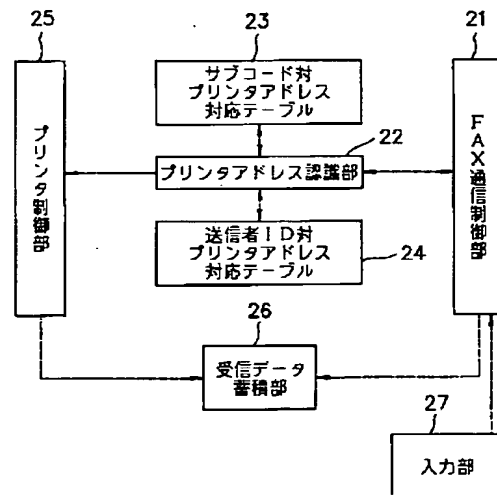 25
23
21
サブコード対
プリンタアドレス
対応テーブル
22
プリンタアドレス認識部
プリンタ制御部
FAX通信制御部
送信者ID対
プリンタアドレス
対応テーブル
24
26
受信データ
蓄積部
27
入力部